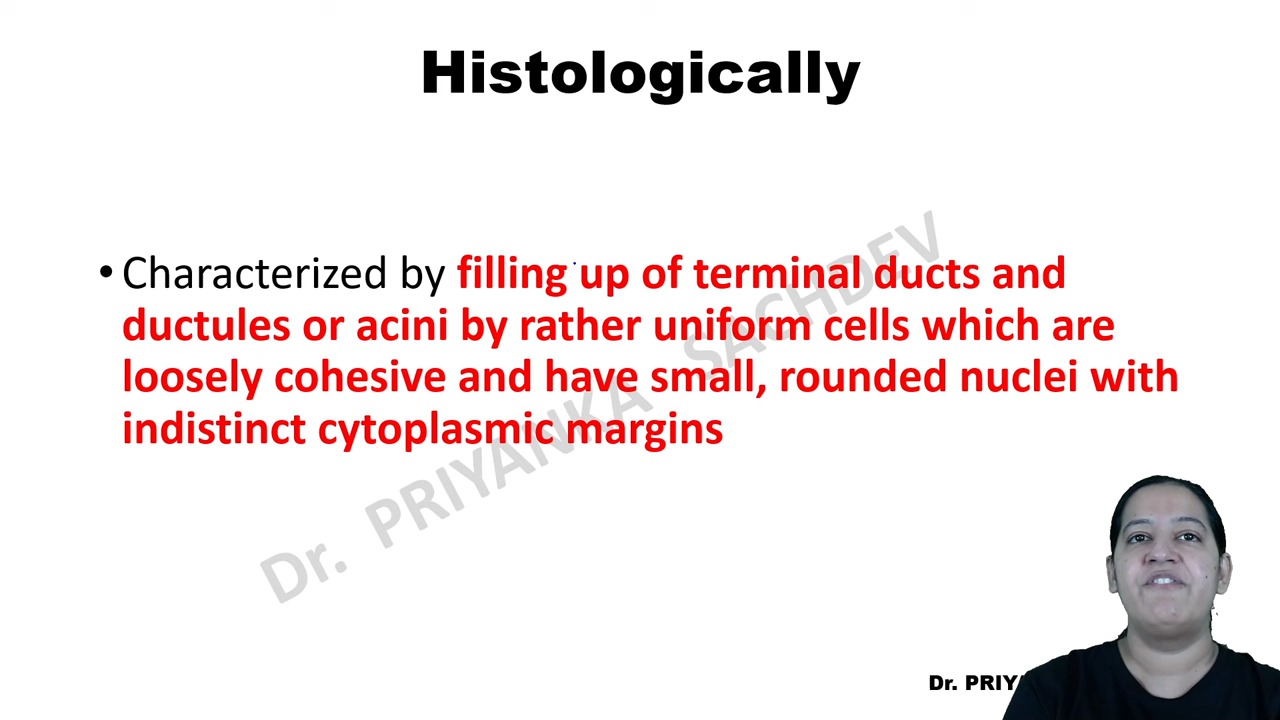 Histologically
• Characterized by filling up of terminal ducts and
ductules or acini by rather uniform cells which are
loosely cohesive and have small, rounded nuclei with
indistinct cytoplasmic margins
Dr. PRIYANKA SACHDEV
Dr.